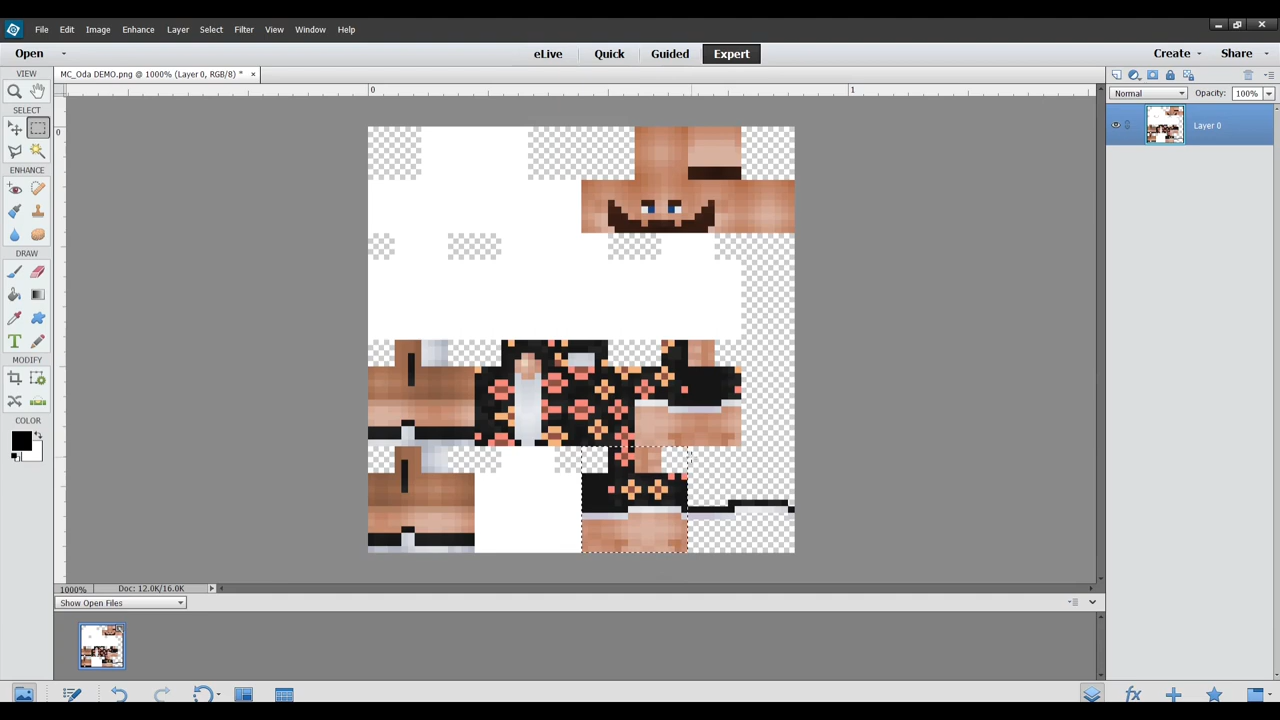 File Edit Image Enhance Layer Select Filter View Window Help
Open eLive Quick Guided Expert Create Share
VIEW MC_Oda DEMO.png @ 1000% (Layer 0, RGB/8) * ×
0 1
Normal Opacity: 100%
SELECT
0
Layer 0
ENHANCE
DRAW
T
MODIFY
COLOR
1000% Doc: 12.0K/16.0K
Show Open Files
fx